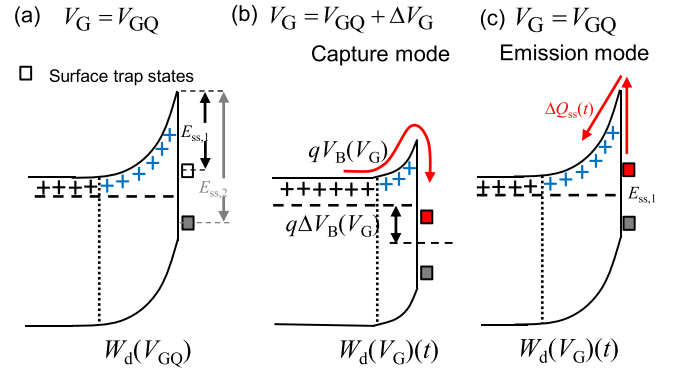 (a) V_G = V_GQ
(b) V_G = V_GQ + ΔV_G
Capture mode
(c) V_G = V_GQ
Emission mode
Surface trap states
E_ss,1
E_ss,2
+ + + + + + + + + + +
W_d(V_GQ)
qV_B(V_G)
+ + + + + + + + +
qΔV_B(V_G)
W_d(V_G)(t)
ΔQ_ss(t)
+ + + + + + + + + + +
E_ss,1
W_d(V_G)(t)